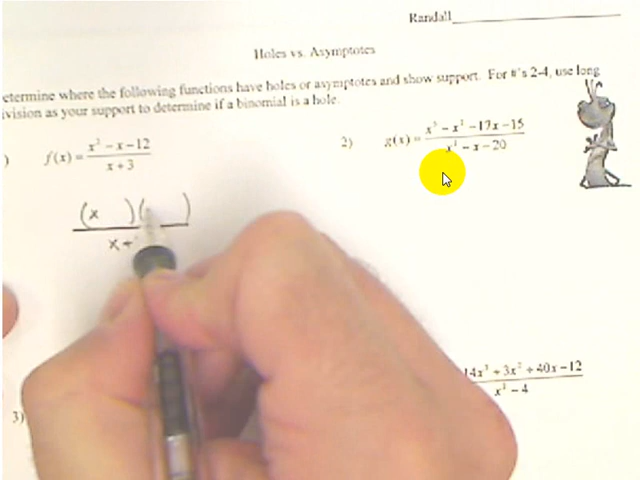 Randall
Holes vs. Asymptotes
etermine where the following functions have holes or asymptotes and show support. For #'s 2-4, use long
ivision as your support to determine if a binomial is a hole.
) f(x) = (x² − x − 12)/(x + 3)
2) g(x) = (x³ − x² − 17x − 15)/(x² − x − 20)
(x )( )
x +
3)
14x³ + 3x² + 40x − 12
x² − 4